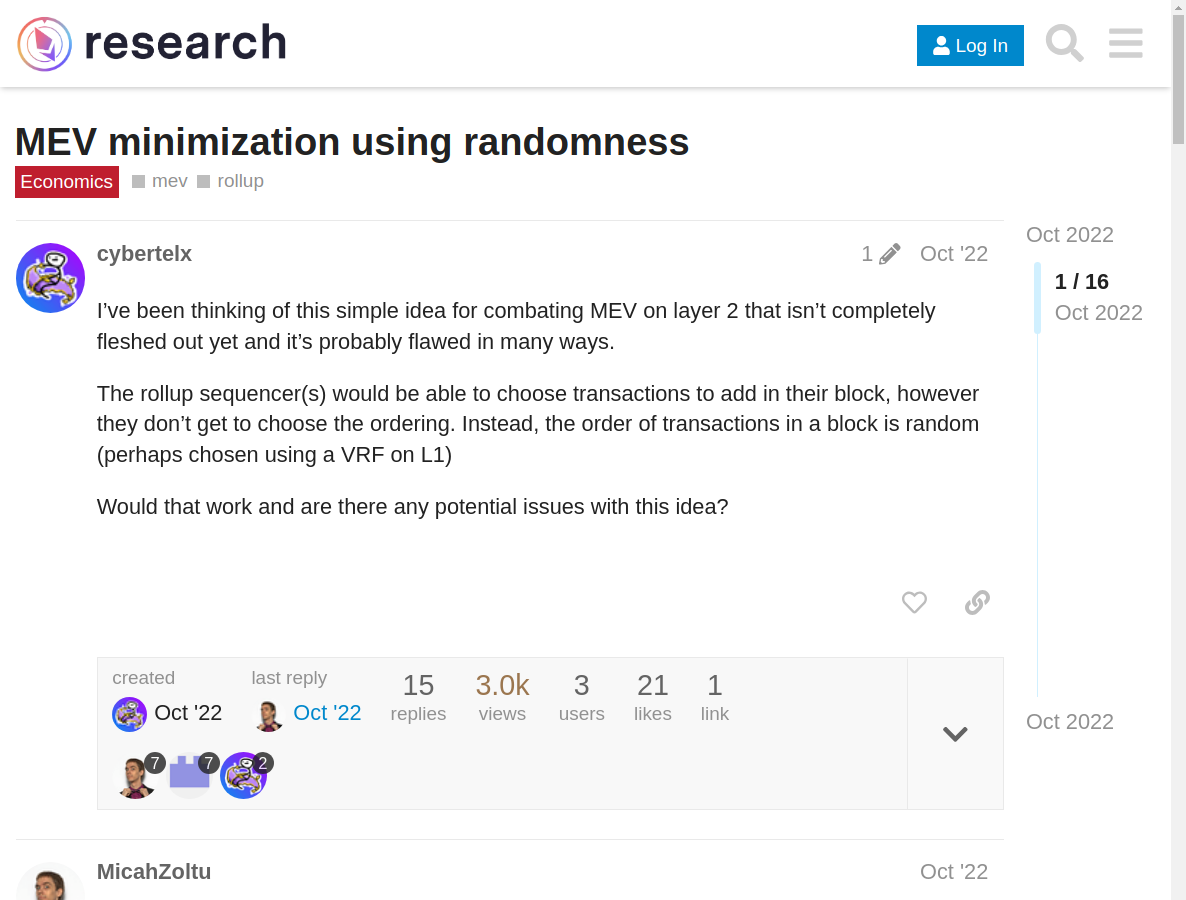 research
Log In
MEV minimization using randomness
Economics mev rollup
Oct 2022
cybertelx 1 Oct '22
1 / 16
Oct 2022
I’ve been thinking of this simple idea for combating MEV on layer 2 that isn’t completely
fleshed out yet and it’s probably flawed in many ways.
The rollup sequencer(s) would be able to choose transactions to add in their block, however
they don’t get to choose the ordering. Instead, the order of transactions in a block is random
(perhaps chosen using a VRF on L1)
Would that work and are there any potential issues with this idea?
created last reply 15 3.0k 3 21 1
Oct '22 Oct '22 replies views users likes link
Oct 2022
7 7 2
MicahZoltu Oct '22